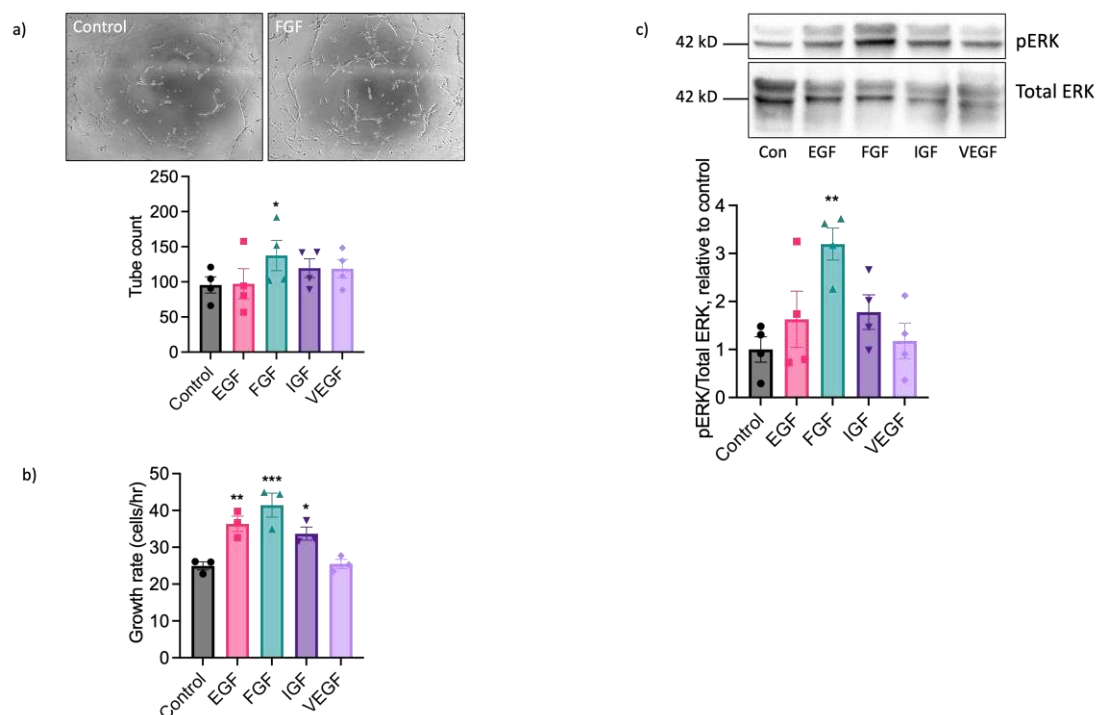 a)
Control
FGF
Tube count
250
200
150
100
50
0
*
Control
EGF
FGF
IGF
VEGF
b)
Growth rate (cells/hr)
50
40
30
20
10
0
**
***
*
Control
EGF
FGF
IGF
VEGF
c)
42 kD
pERK
42 kD
Total ERK
Con EGF FGF IGF VEGF
pERK/Total ERK, relative to control
4
3
2
1
0
**
Control
EGF
FGF
IGF
VEGF